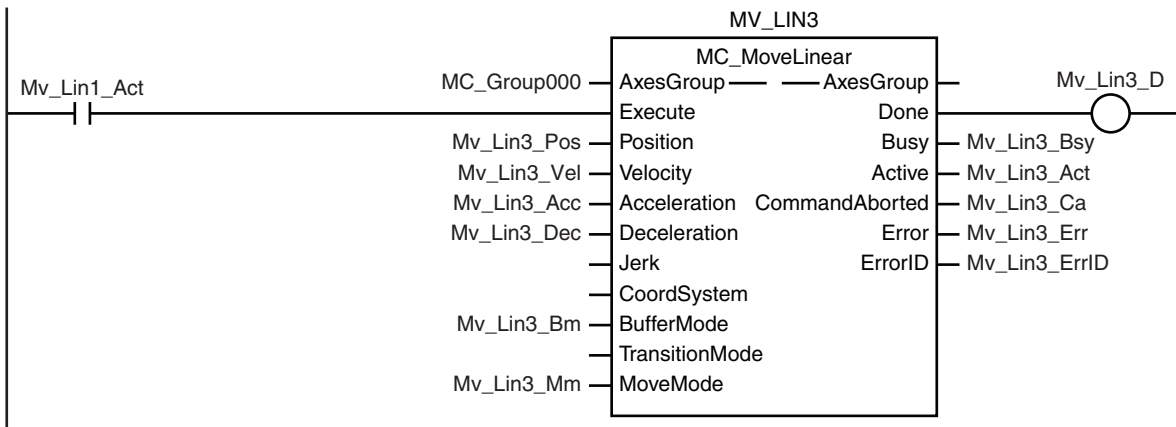 MV_LIN3
MC_MoveLinear
Mv_Lin1_Act
MC_Group000 AxesGroup AxesGroup Mv_Lin3_D
Execute Done
Mv_Lin3_Pos Position Busy Mv_Lin3_Bsy
Mv_Lin3_Vel Velocity Active Mv_Lin3_Act
Mv_Lin3_Acc Acceleration CommandAborted Mv_Lin3_Ca
Mv_Lin3_Dec Deceleration Error Mv_Lin3_Err
Jerk ErrorID Mv_Lin3_ErrID
CoordSystem
Mv_Lin3_Bm BufferMode
TransitionMode
Mv_Lin3_Mm MoveMode